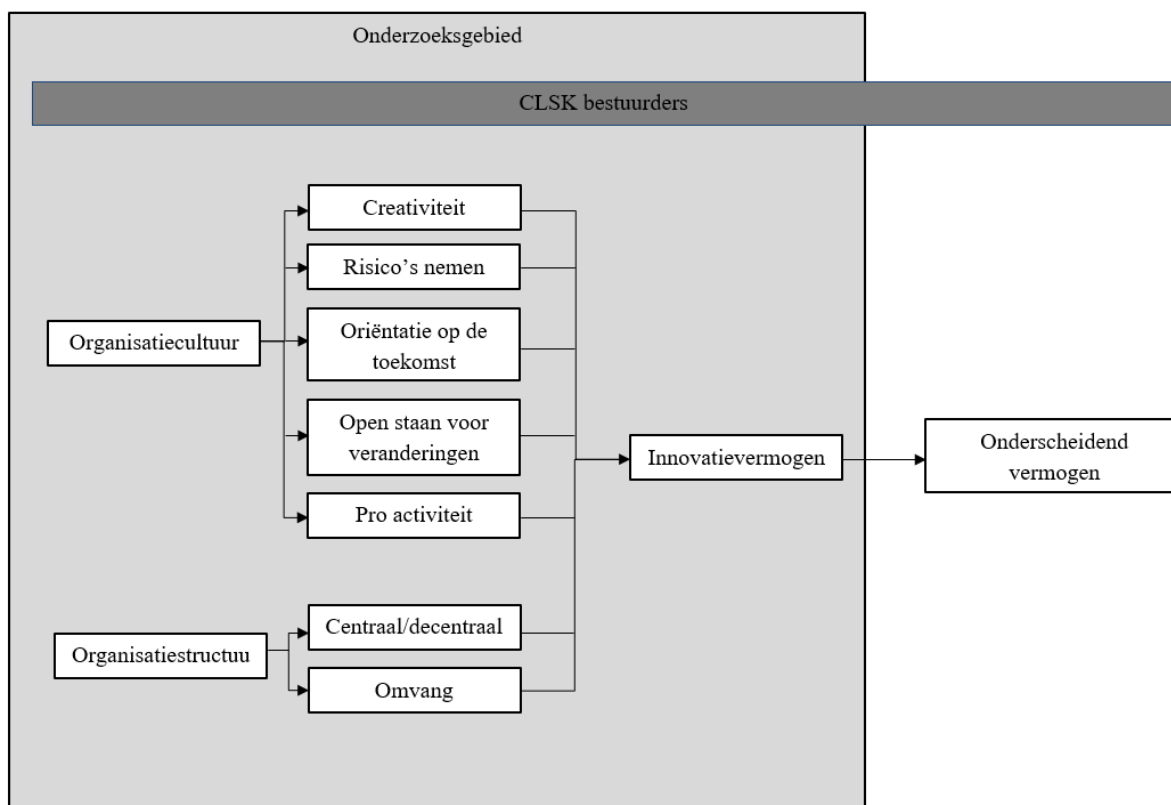 Onderzoeksgebied
CLSK bestuurders
Creativiteit
Risico’s nemen
Organisatiecultuur
Oriëntatie op de
toekomst
Open staan voor
veranderingen
Pro activiteit
Innovatievermogen
Onderscheidend
vermogen
Organisatiestructuu
Centraal/decentraal
Omvang